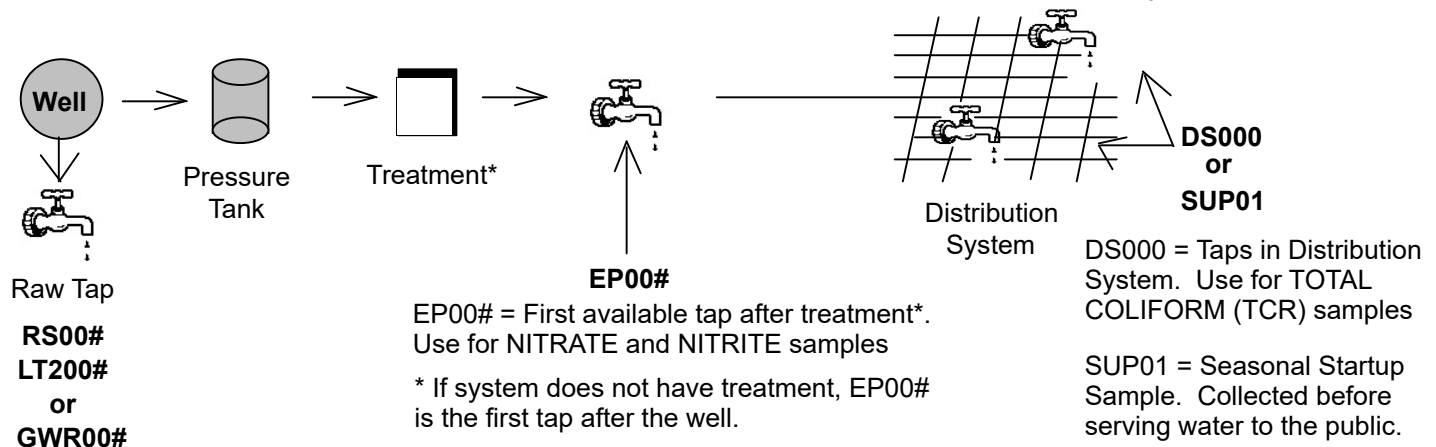 Well
Pressure
Tank
Treatment*
Raw Tap
RS00#
LT200#
or
GWR00#
EP00#
EP00# = First available tap after treatment*.
Use for NITRATE and NITRITE samples
* If system does not have treatment, EP00#
is the first tap after the well.
Distribution
System
DS000
or
SUP01
DS000 = Taps in Distribution
System. Use for TOTAL
COLIFORM (TCR) samples
SUP01 = Seasonal Startup
Sample. Collected before
serving water to the public.